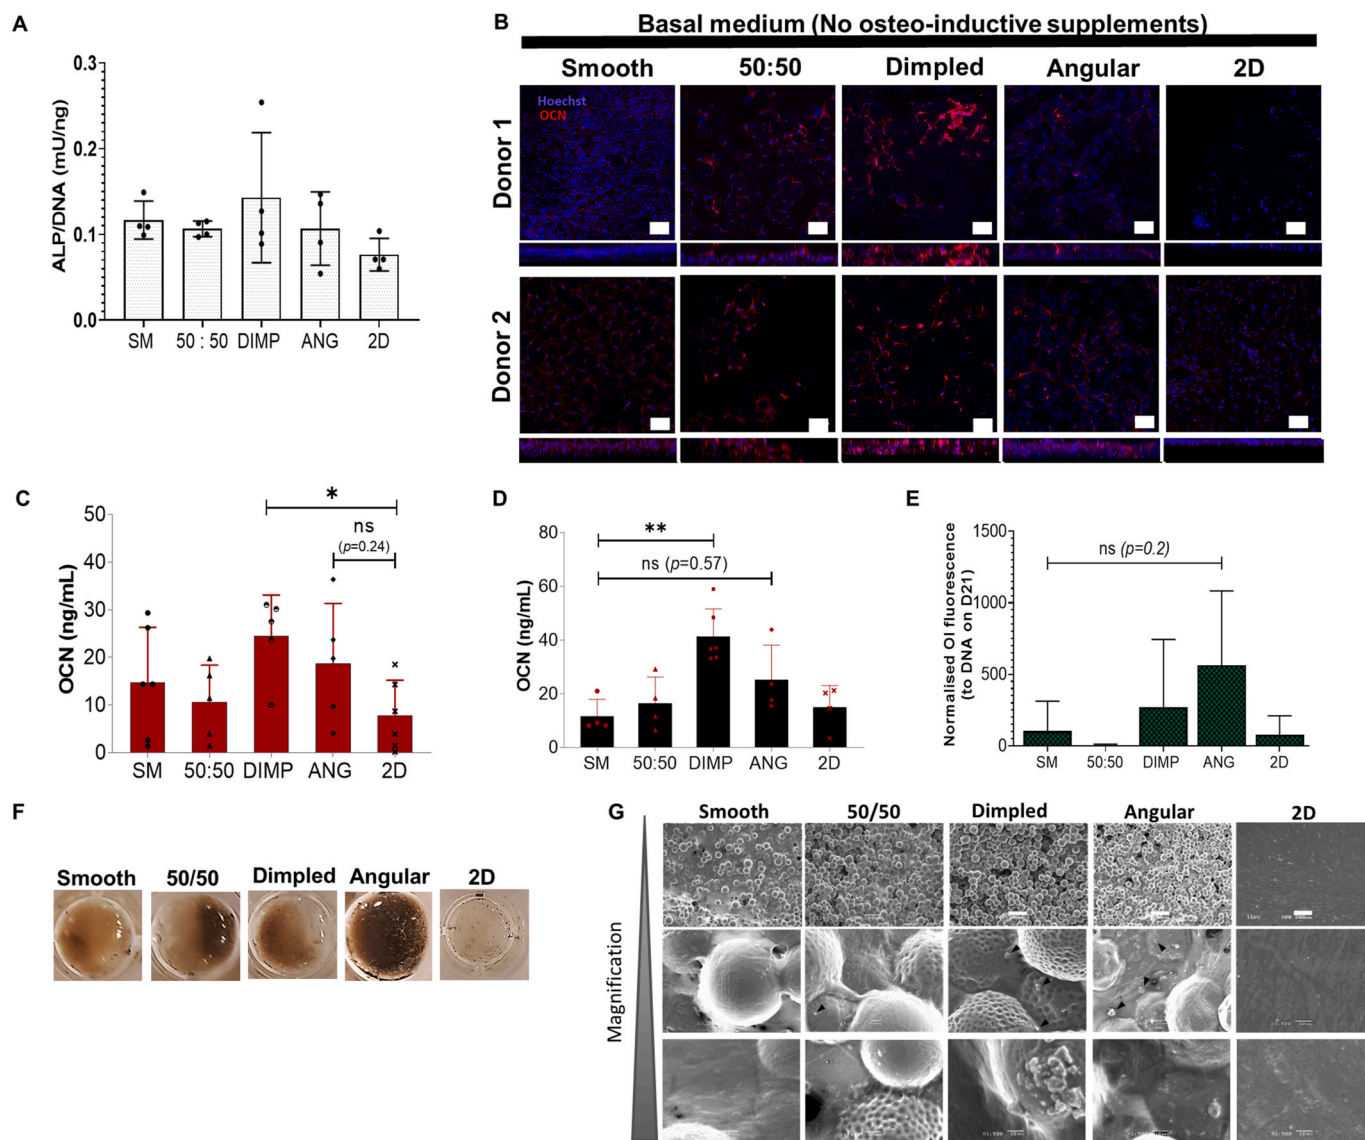 A
0.3
0.2
0.1
0.0
ALP/DNA (mU/ng)
SM
50 : 50
DIMP
ANG
2D
B
Basal medium (No osteo-inductive supplements)
Smooth
50:50
Dimpled
Angular
2D
Donor 1
Hoechst
OCN
Donor 2
C
50
40
30
20
10
0
OCN (ng/mL)
*
ns
(p=0.24)
SM
50:50
DIMP
ANG
2D
D
80
60
40
20
0
OCN (ng/mL)
**
ns (p=0.57)
SM
50:50
DIMP
ANG
2D
E
1500
1000
500
0
Normalised OI fluorescence
(to DNA on D21)
ns (p=0.2)
SM
50:50
DIMP
ANG
2D
F
Smooth
50/50
Dimpled
Angular
2D
G
Smooth
50/50
Dimpled
Angular
2D
Magnification